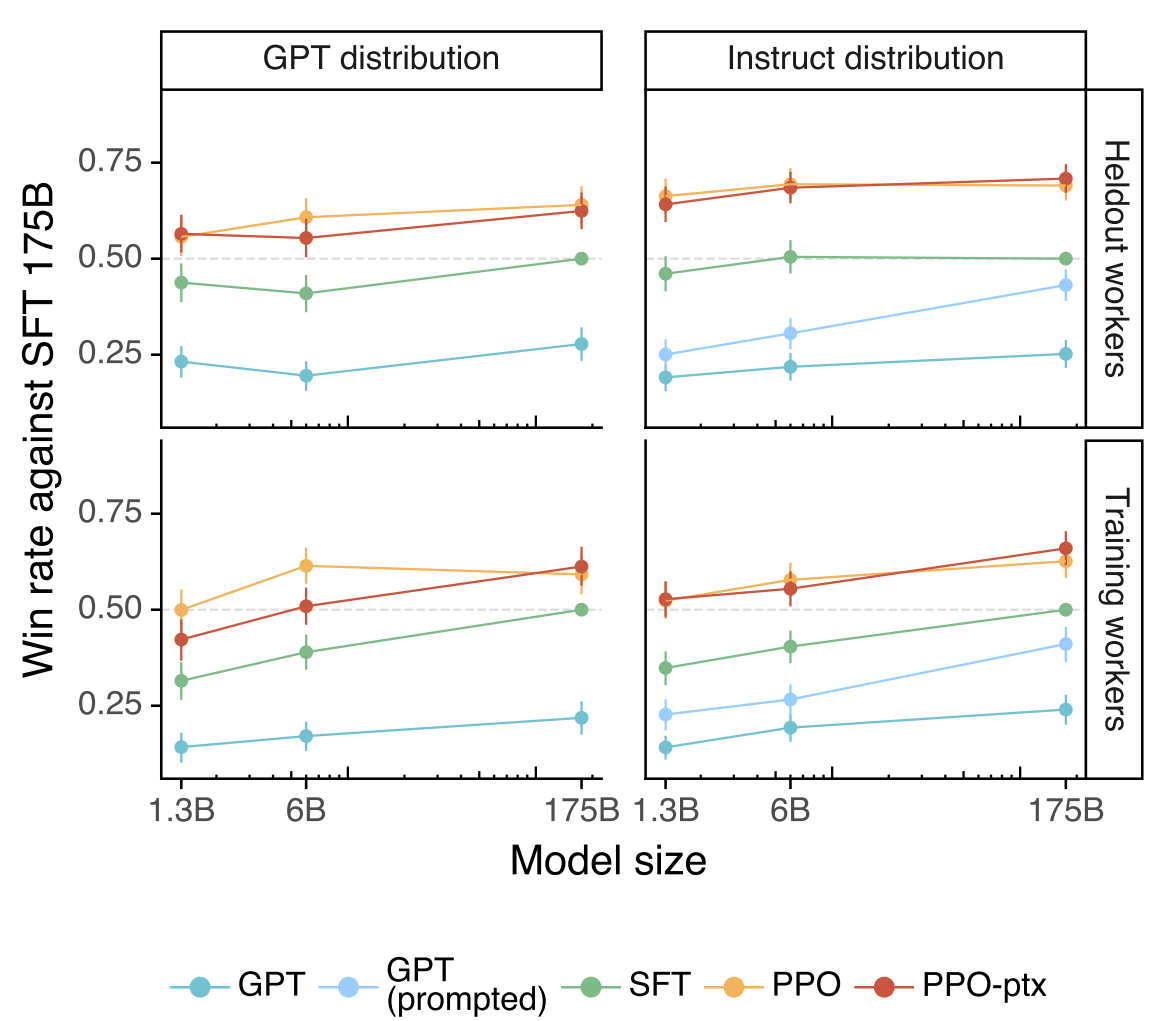 GPT distribution
Instruct distribution
Win rate against SFT 175B
0.75
0.50
0.25
Heldout workers
0.75
0.50
0.25
Training workers
1.3B
6B
175B
1.3B
6B
175B
Model size
GPT
GPT
(prompted)
SFT
PPO
PPO-ptx